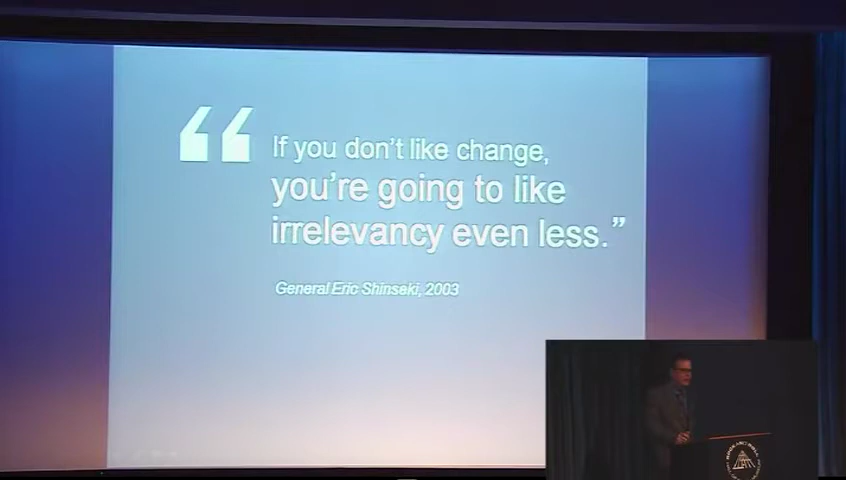 “ If you don't like change,
you're going to like
irrelevancy even less.”
General Eric Shinseki, 2003